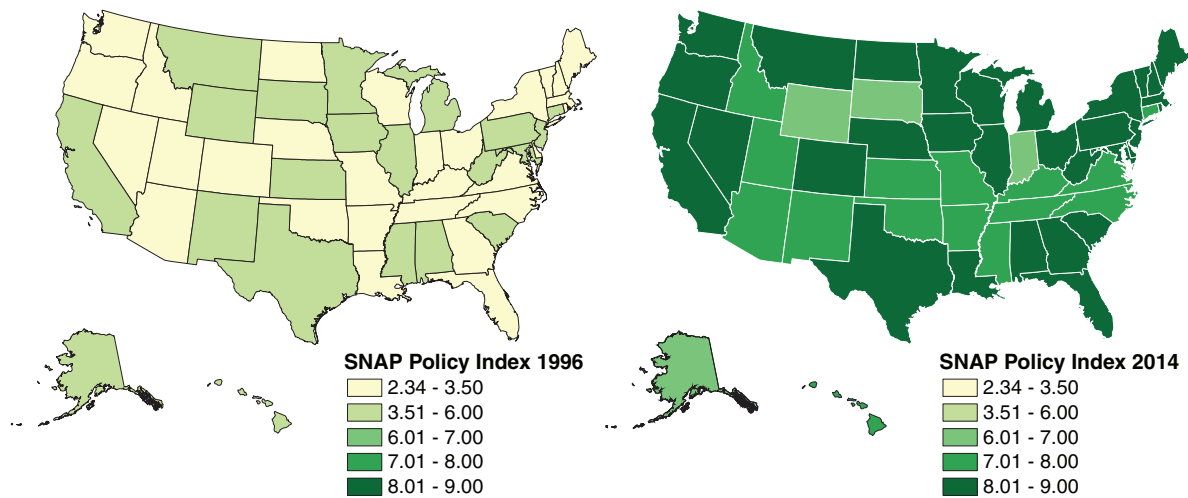 SNAP Policy Index 1996
2.34 - 3.50
3.51 - 6.00
6.01 - 7.00
7.01 - 8.00
8.01 - 9.00
SNAP Policy Index 2014
2.34 - 3.50
3.51 - 6.00
6.01 - 7.00
7.01 - 8.00
8.01 - 9.00